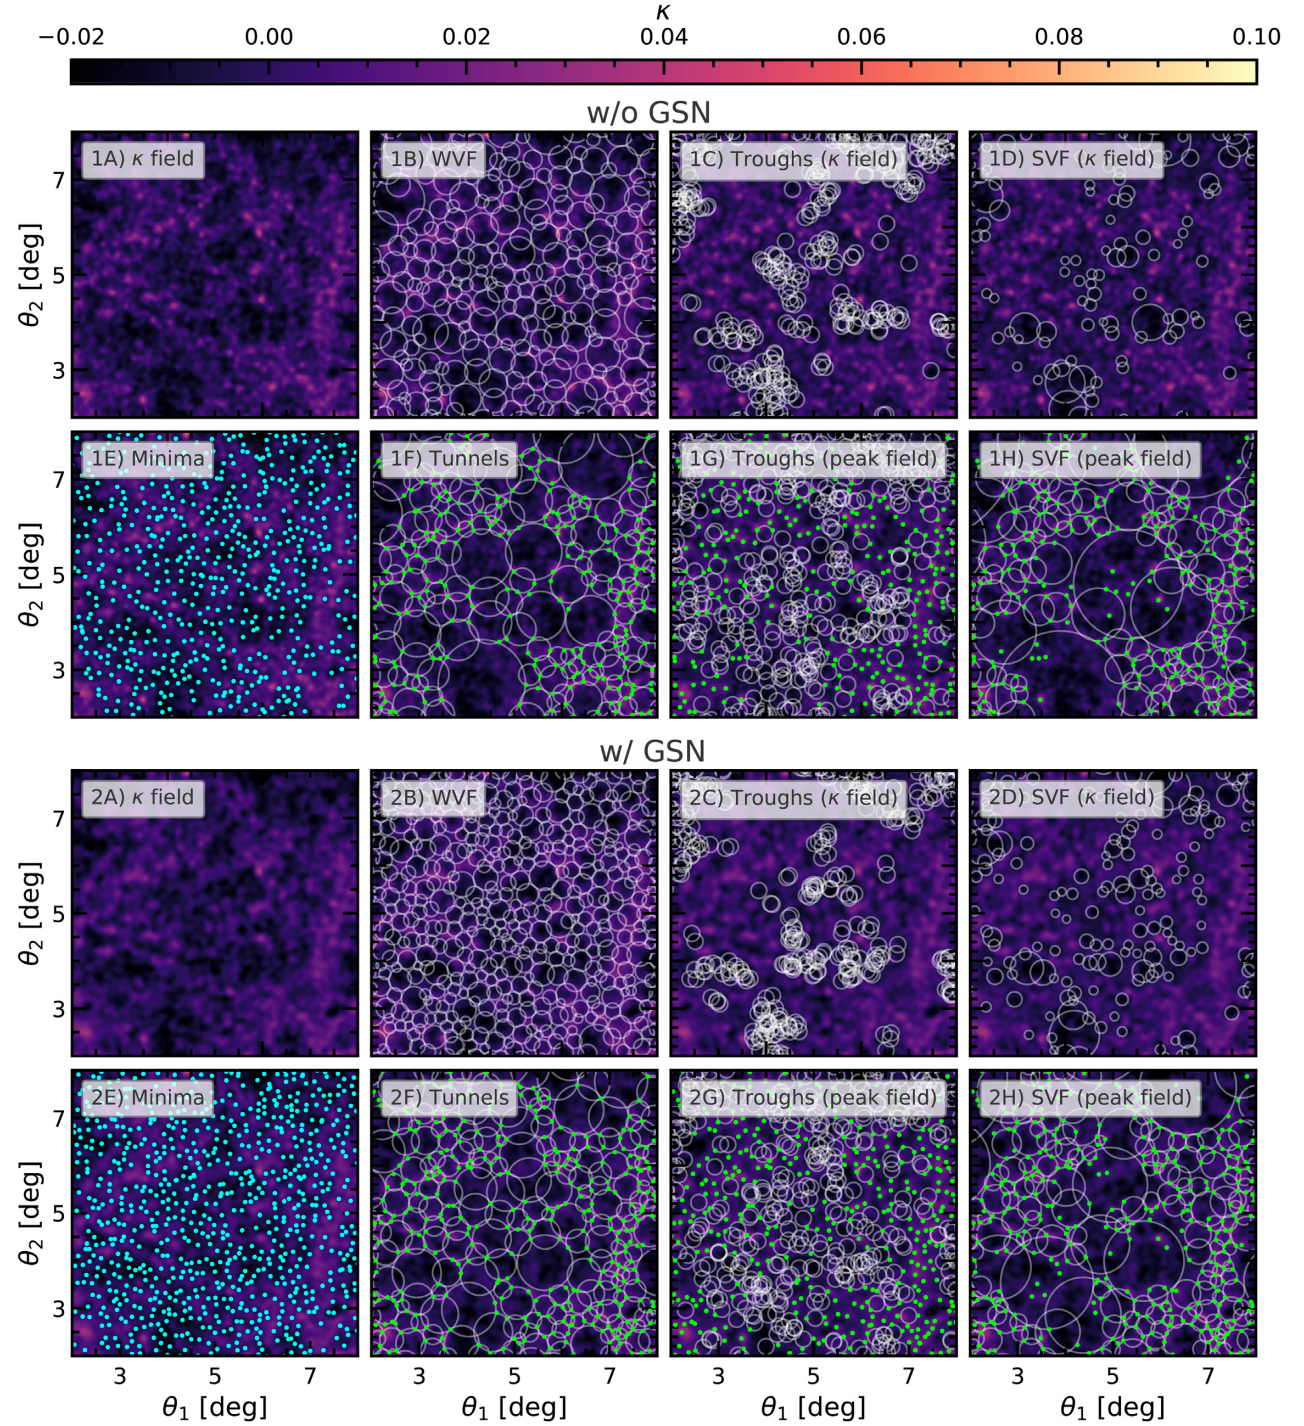 κ
−0.02 0.00 0.02 0.04 0.06 0.08 0.10
w/o GSN
1A) κ field 1B) WVF 1C) Troughs (κ field) 1D) SVF (κ field)
7
5
3
θ2 [deg]
1E) Minima 1F) Tunnels 1G) Troughs (peak field) 1H) SVF (peak field)
7
5
3
θ2 [deg]
w/ GSN
2A) κ field 2B) WVF 2C) Troughs (κ field) 2D) SVF (κ field)
7
5
3
θ2 [deg]
2E) Minima 2F) Tunnels 2G) Troughs (peak field) 2H) SVF (peak field)
7
5
3
θ2 [deg]
3 5 7 3 5 7 3 5 7 3 5 7
θ1 [deg] θ1 [deg] θ1 [deg] θ1 [deg]